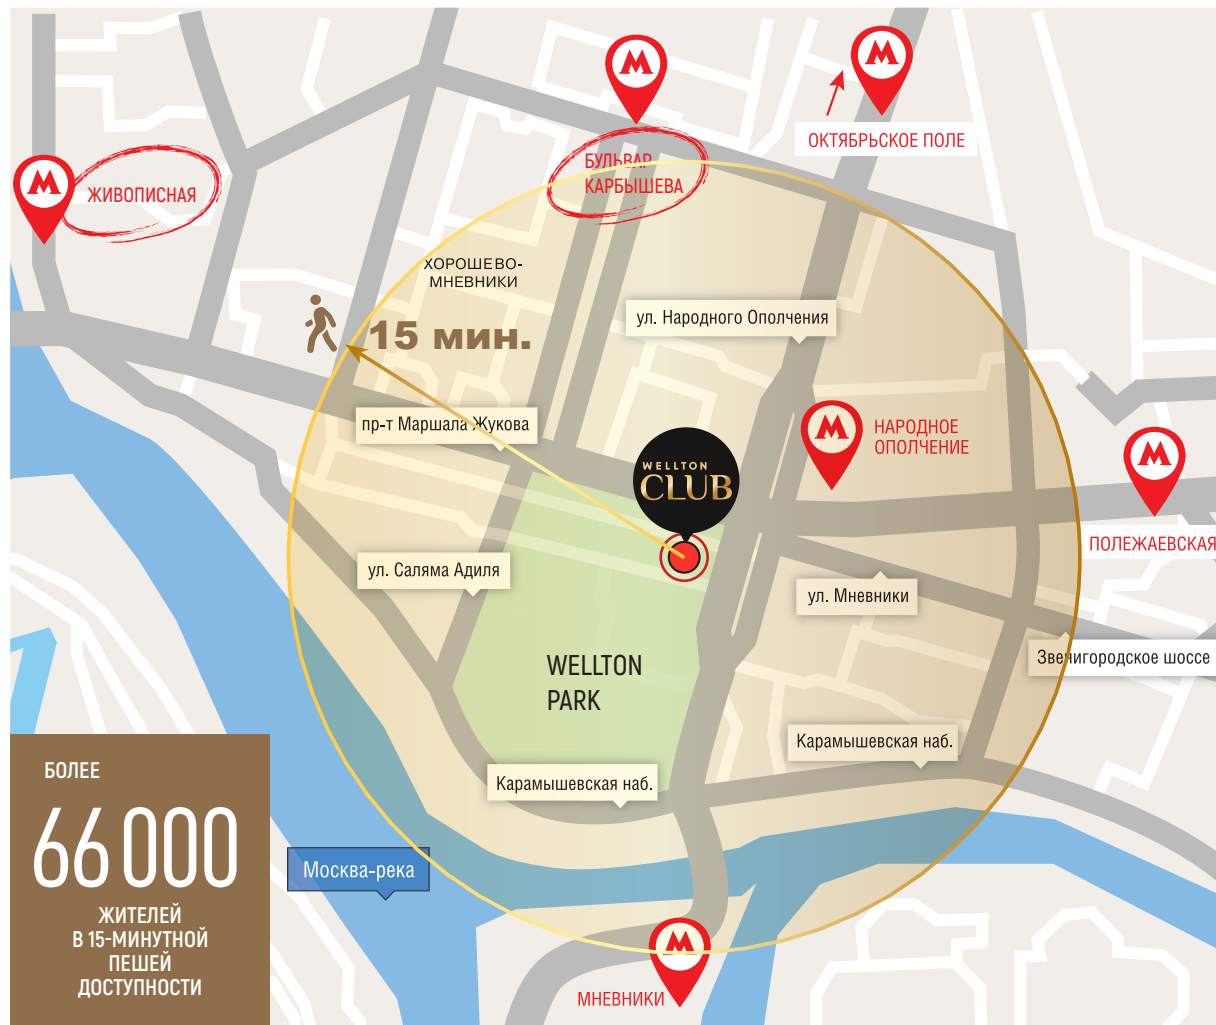 М
М
М
ОКТЯБРЬСКОЕ ПОЛЕ
БУЛЬВАР
КАРБЫШЕВА
М
ЖИВОПИСНАЯ
ХОРОШЕВО-
МНЕВНИКИ
15 мин.
ул. Народного Ополчения
пр-т Маршала Жукова
М
НАРОДНОЕ
ОПОЛЧЕНИЕ
WELLTON
CLUB
ПОЛЕЖАЕВСКАЯ
ул. Саляма Адиля
ул. Мневники
Звенигородское шоссе
WELLTON
PARK
Карамышевская наб.
Карамышевская наб.
БОЛЕЕ
66 000
ЖИТЕЛЕЙ
В 15-МИНУТНОЙ
ПЕШЕЙ
ДОСТУПНОСТИ
Москва-река
М
МНЕВНИКИ